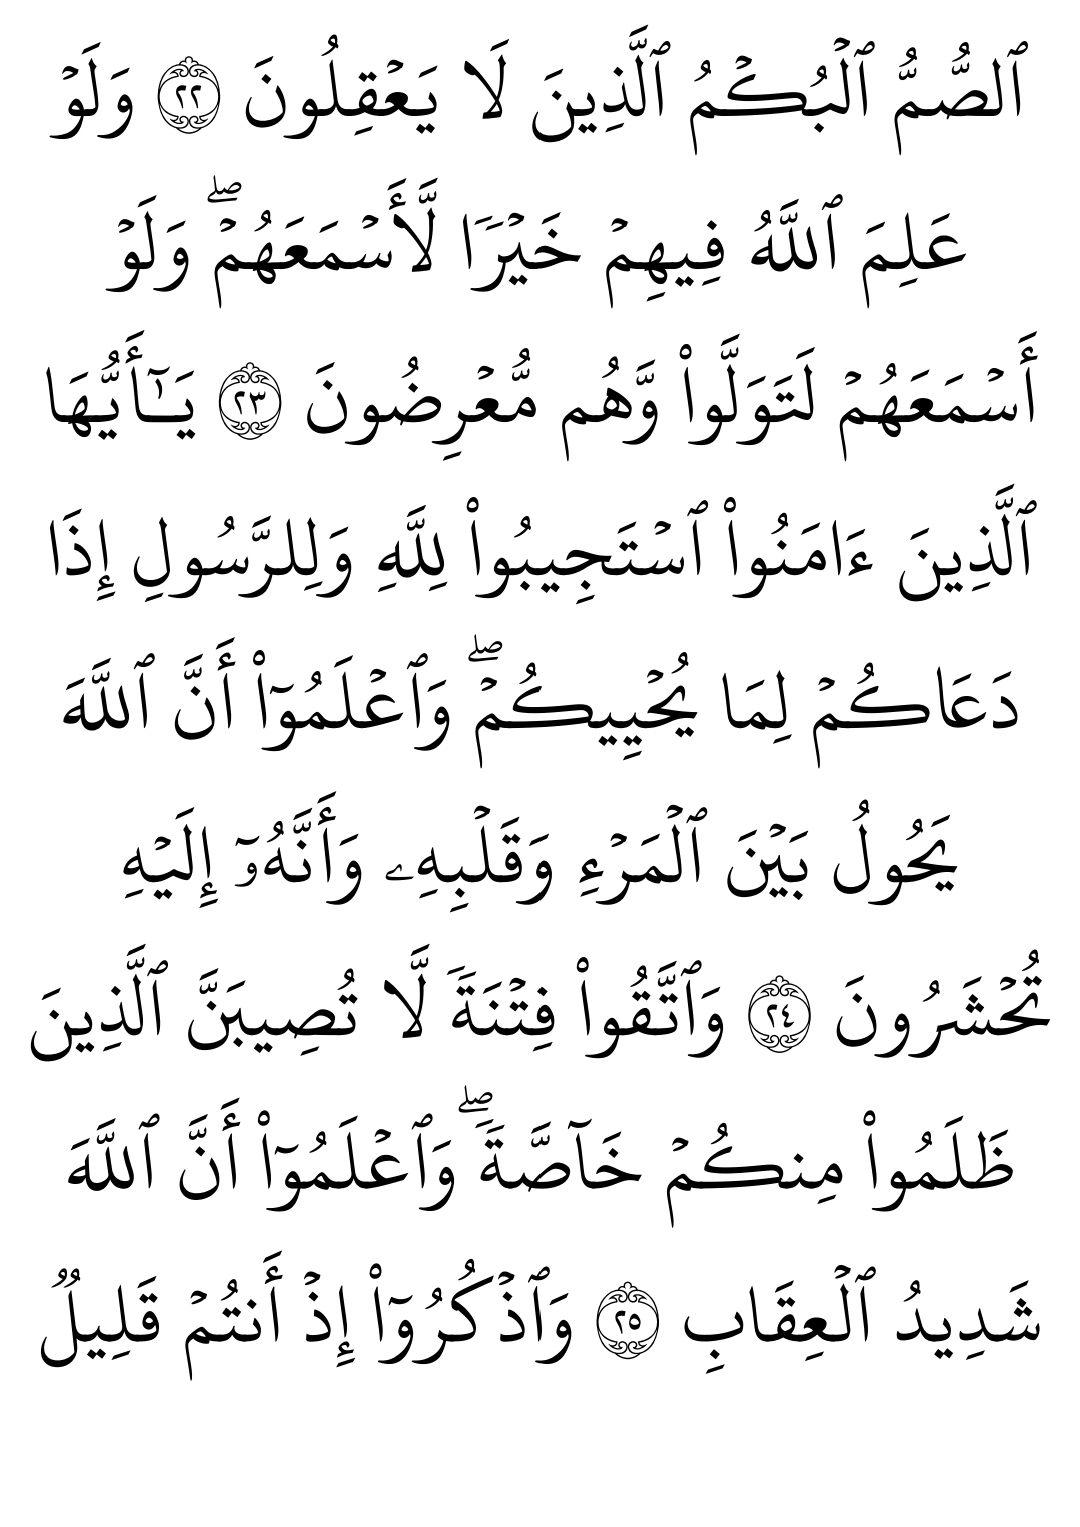 ٱلصُّمُّ ٱلۡبُكۡمُ ٱلَّذِينَ لَا يَعۡقِلُونَ ۝٢٢ وَلَوۡ
عَلِمَ ٱللَّهُ فِيهِمۡ خَيۡرٗا لَّأَسۡمَعَهُمۡۖ وَلَوۡ
أَسۡمَعَهُمۡ لَتَوَلَّواْ وَّهُم مُّعۡرِضُونَ ۝٢٣ يَـٰٓأَيُّهَا
ٱلَّذِينَ ءَامَنُواْ ٱسۡتَجِيبُواْ لِلَّهِ وَلِلرَّسُولِ إِذَا
دَعَاكُمۡ لِمَا يُحۡيِيكُمۡۖ وَٱعۡلَمُوٓاْ أَنَّ ٱللَّهَ
يَحُولُ بَيۡنَ ٱلۡمَرۡءِ وَقَلۡبِهِۦ وَأَنَّهُۥٓ إِلَيۡهِ
تُحۡشَرُونَ ۝٢٤ وَٱتَّقُواْ فِتۡنَةٗ لَّا تُصِيبَنَّ ٱلَّذِينَ
ظَلَمُواْ مِنكُمۡ خَآصَّةٗۖ وَٱعۡلَمُوٓاْ أَنَّ ٱللَّهَ
شَدِيدُ ٱلۡعِقَابِ ۝٢٥ وَٱذۡكُرُوٓاْ إِذۡ أَنتُمۡ قَلِيلٞ